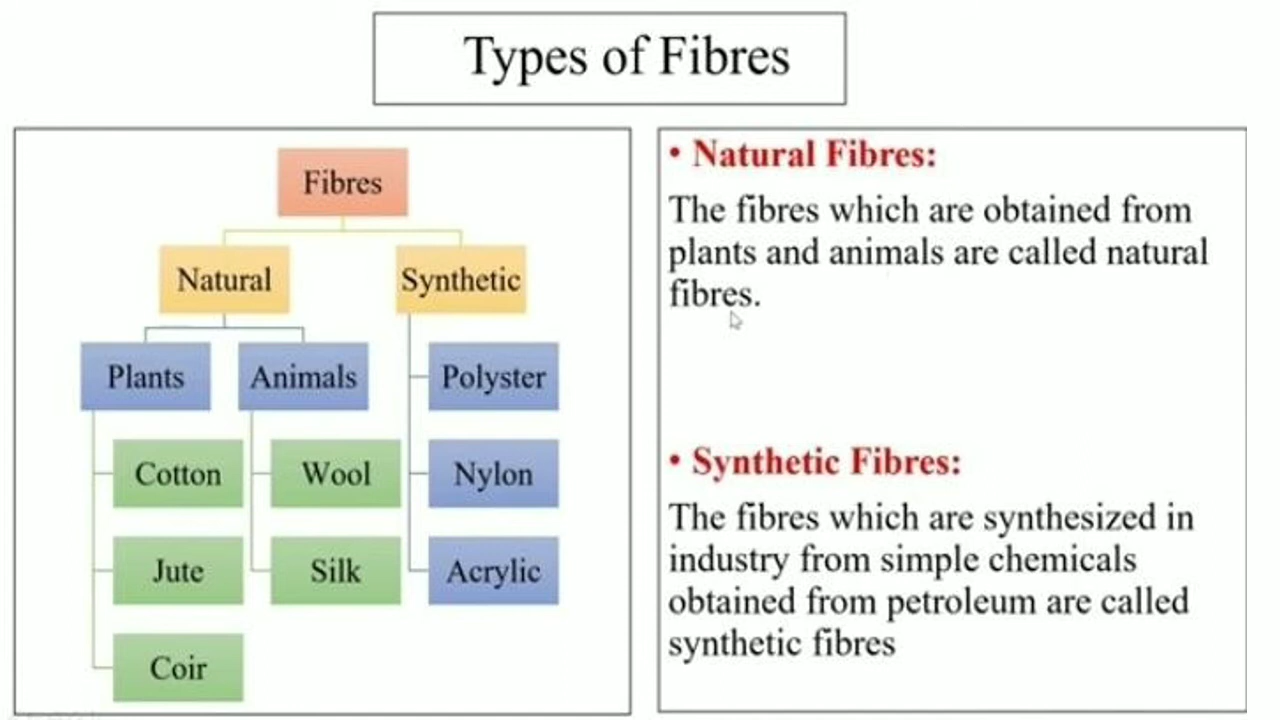 Types of Fibres
Fibres
Natural
Synthetic
Plants
Animals
Polyster
Cotton
Wool
Nylon
Jute
Silk
Acrylic
Coir
• Natural Fibres:
The fibres which are obtained from
plants and animals are called natural
fibres.
• Synthetic Fibres:
The fibres which are synthesized in
industry from simple chemicals
obtained from petroleum are called
synthetic fibres